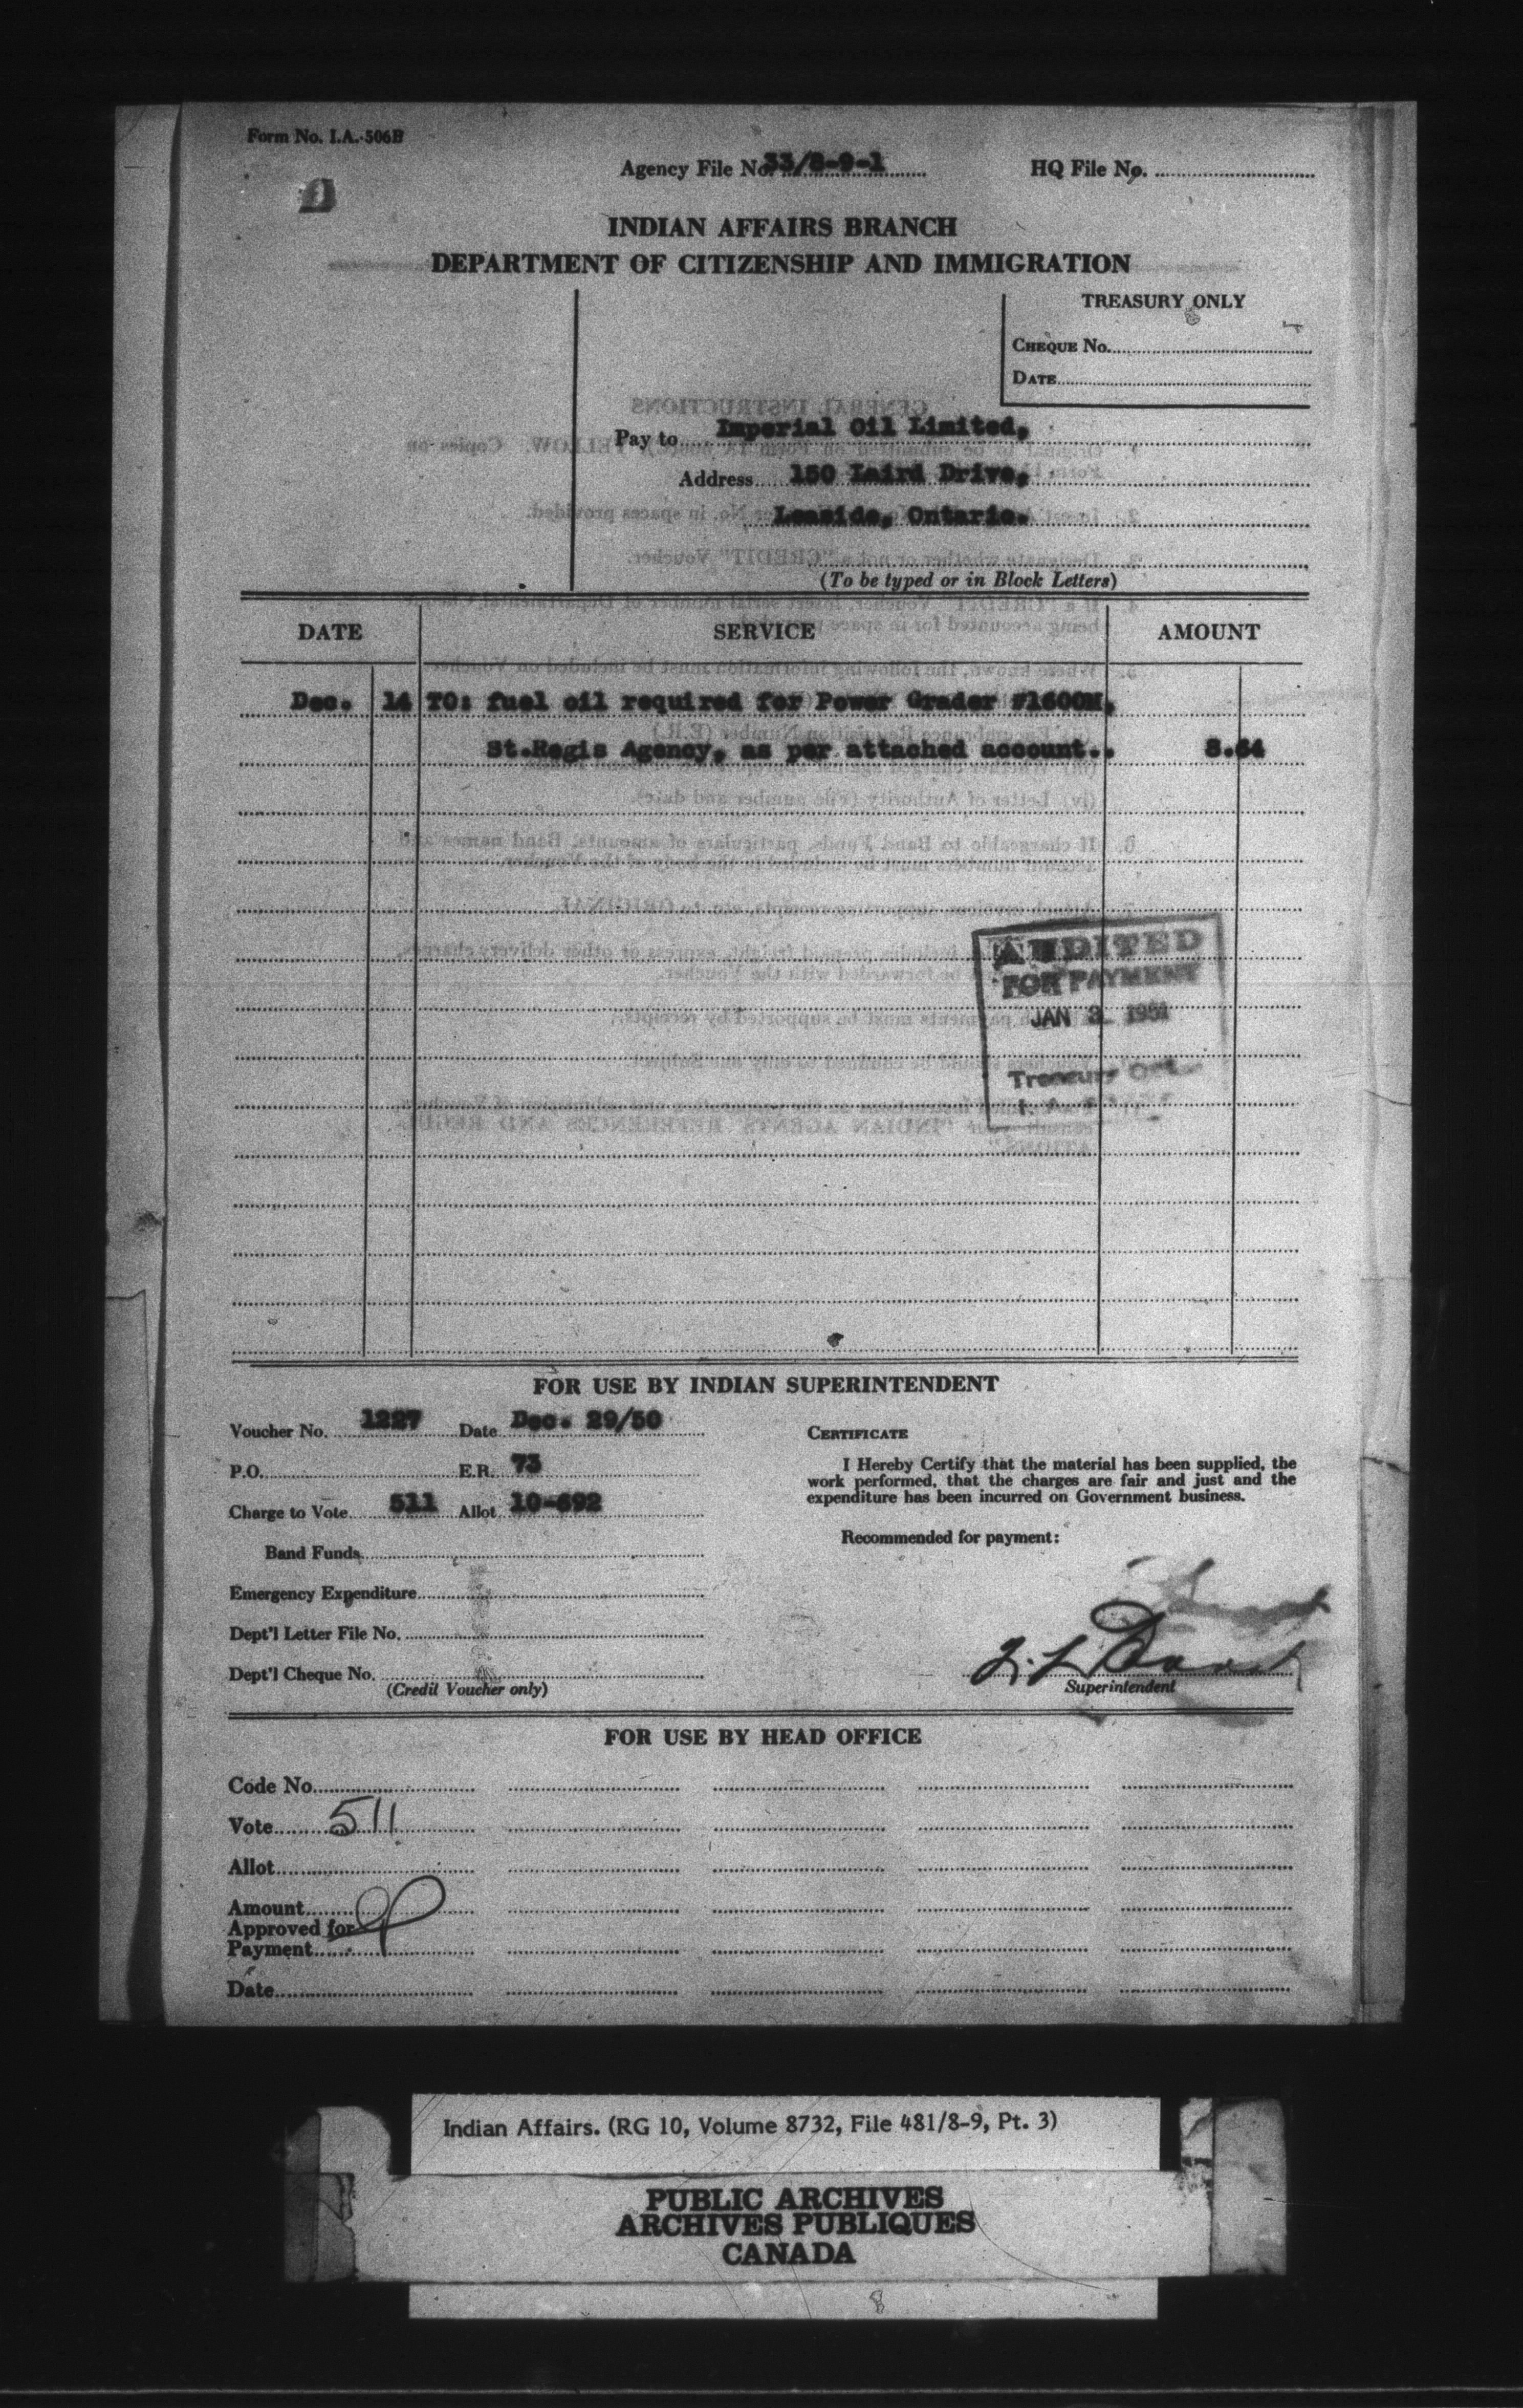 Form No. I.A. 506B
Agency File No. 33/8-9-1 HQ File No.
INDIAN AFFAIRS BRANCH
DEPARTMENT OF CITIZENSHIP AND IMMIGRATION
TREASURY ONLY
CHEQUE No.
DATE
Pay to Imperial Oil Limited,
Address 150 Laird Drive,
Leaside, Ontario.
(To be typed or in Block Letters)
DATE SERVICE AMOUNT
Dec. 14 TO: fuel oil required for Power Grader #1600M,
St.Regis Agency, as per attached account.. 8.64
AUDITED
FOR PAYMENT
JAN 3 1951
Treasury
FOR USE BY INDIAN SUPERINTENDENT
Voucher No. 1227 Date Dec. 29/50
P.O. E.R. 73
Charge to Vote 511 Allot 10-692
Band Funds
Emergency Expenditure
Dept'l Letter File No.
Dept'l Cheque No.
(Credit Voucher only)
CERTIFICATE
I Hereby Certify that the material has been supplied, the
work performed, that the charges are fair and just and the
expenditure has been incurred on Government business.
Recommended for payment:
Superintendent
FOR USE BY HEAD OFFICE
Code No.
Vote 511
Allot
Amount
Approved for
Payment
Date
Indian Affairs. (RG 10, Volume 8732, File 481/8-9, Pt. 3)
PUBLIC ARCHIVES
ARCHIVES PUBLIQUES
CANADA